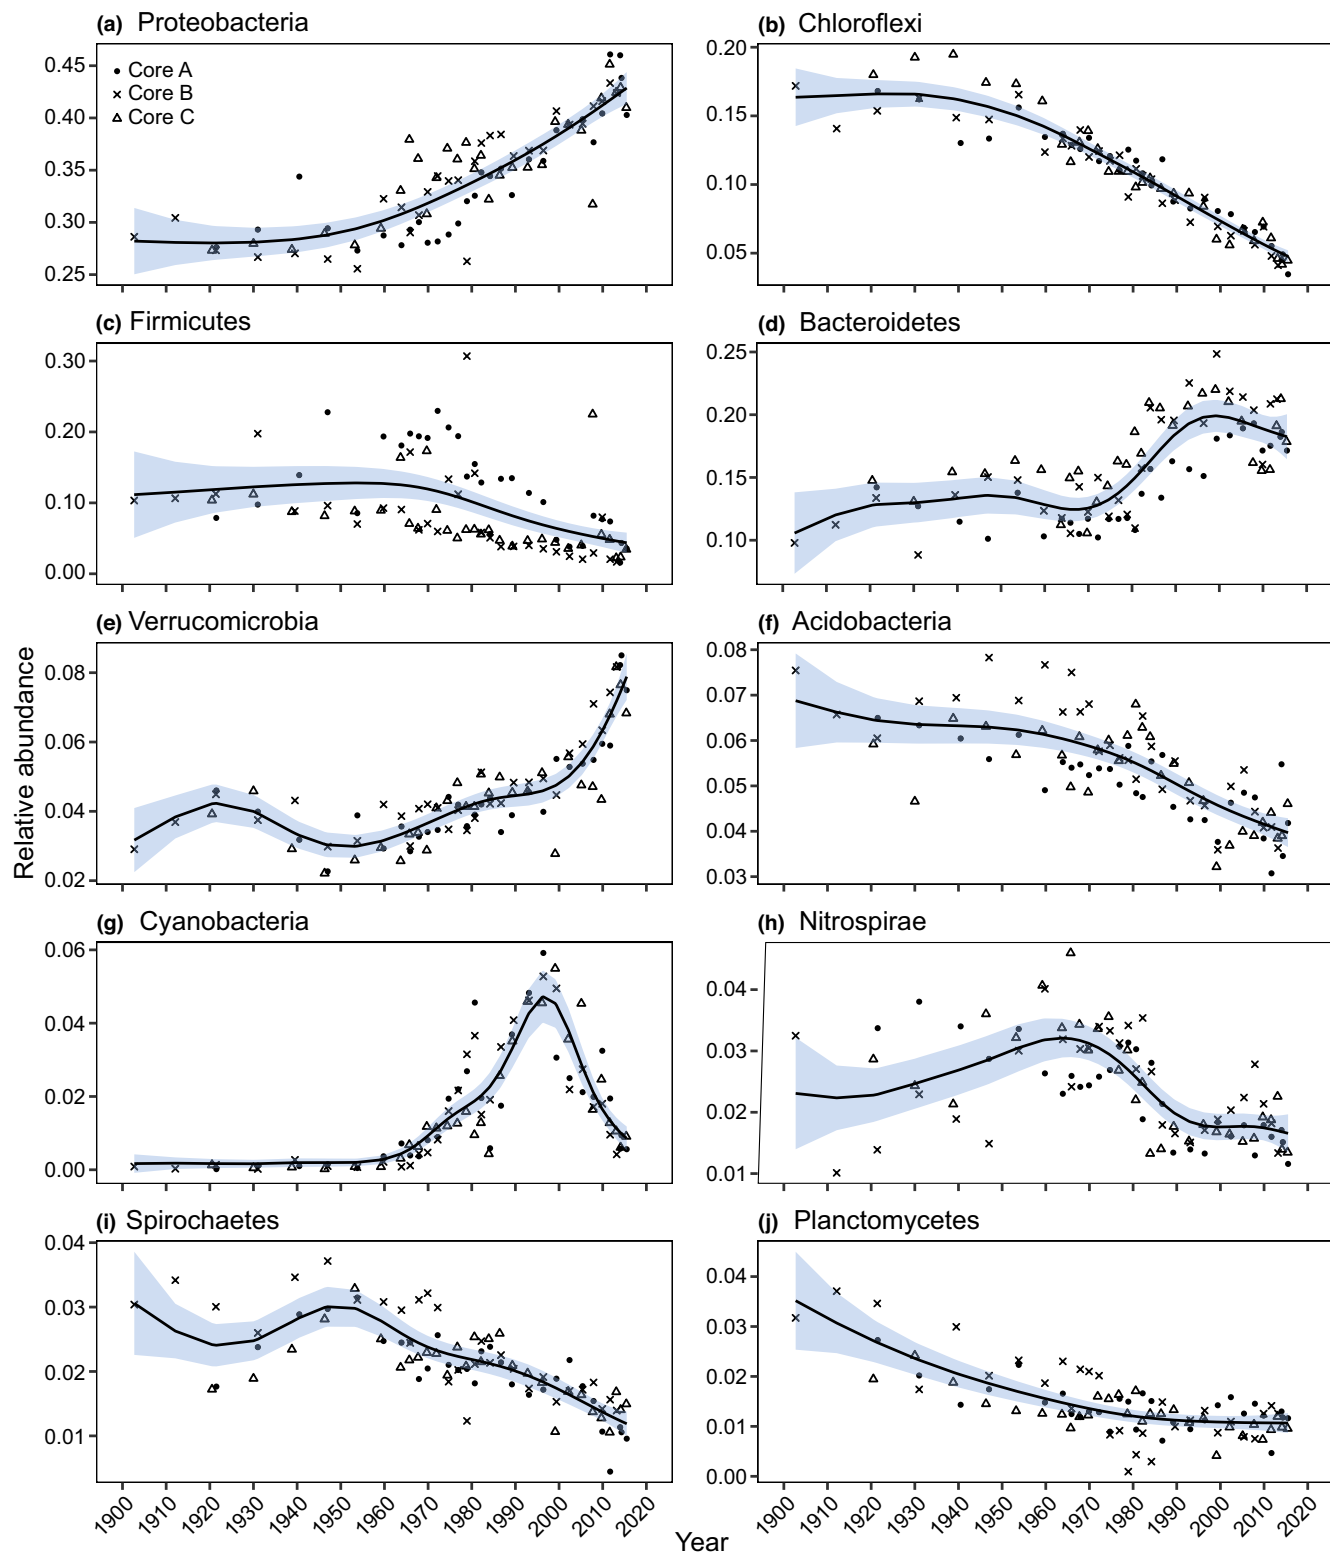 (a) Proteobacteria
0.45
0.40
0.35
0.30
0.25
Core A
Core B
Core C
(b) Chloroflexi
0.20
0.15
0.10
0.05
(c) Firmicutes
0.30
0.20
0.10
0.00
(d) Bacteroidetes
0.25
0.20
0.15
0.10
(e) Verrucomicrobia
0.08
0.06
0.04
0.02
(f) Acidobacteria
0.08
0.07
0.06
0.05
0.04
0.03
Relative abundance
(g) Cyanobacteria
0.06
0.04
0.02
0.00
(h) Nitrospirae
0.04
0.03
0.02
0.01
(i) Spirochaetes
0.04
0.03
0.02
0.01
1900 1910 1920 1930 1940 1950 1960 1970 1980 1990 2000 2010 2020
(j) Planctomycetes
0.04
0.03
0.02
0.01
0.00
1900 1910 1920 1930 1940 1950 1960 1970 1980 1990 2000 2010 2020
Year